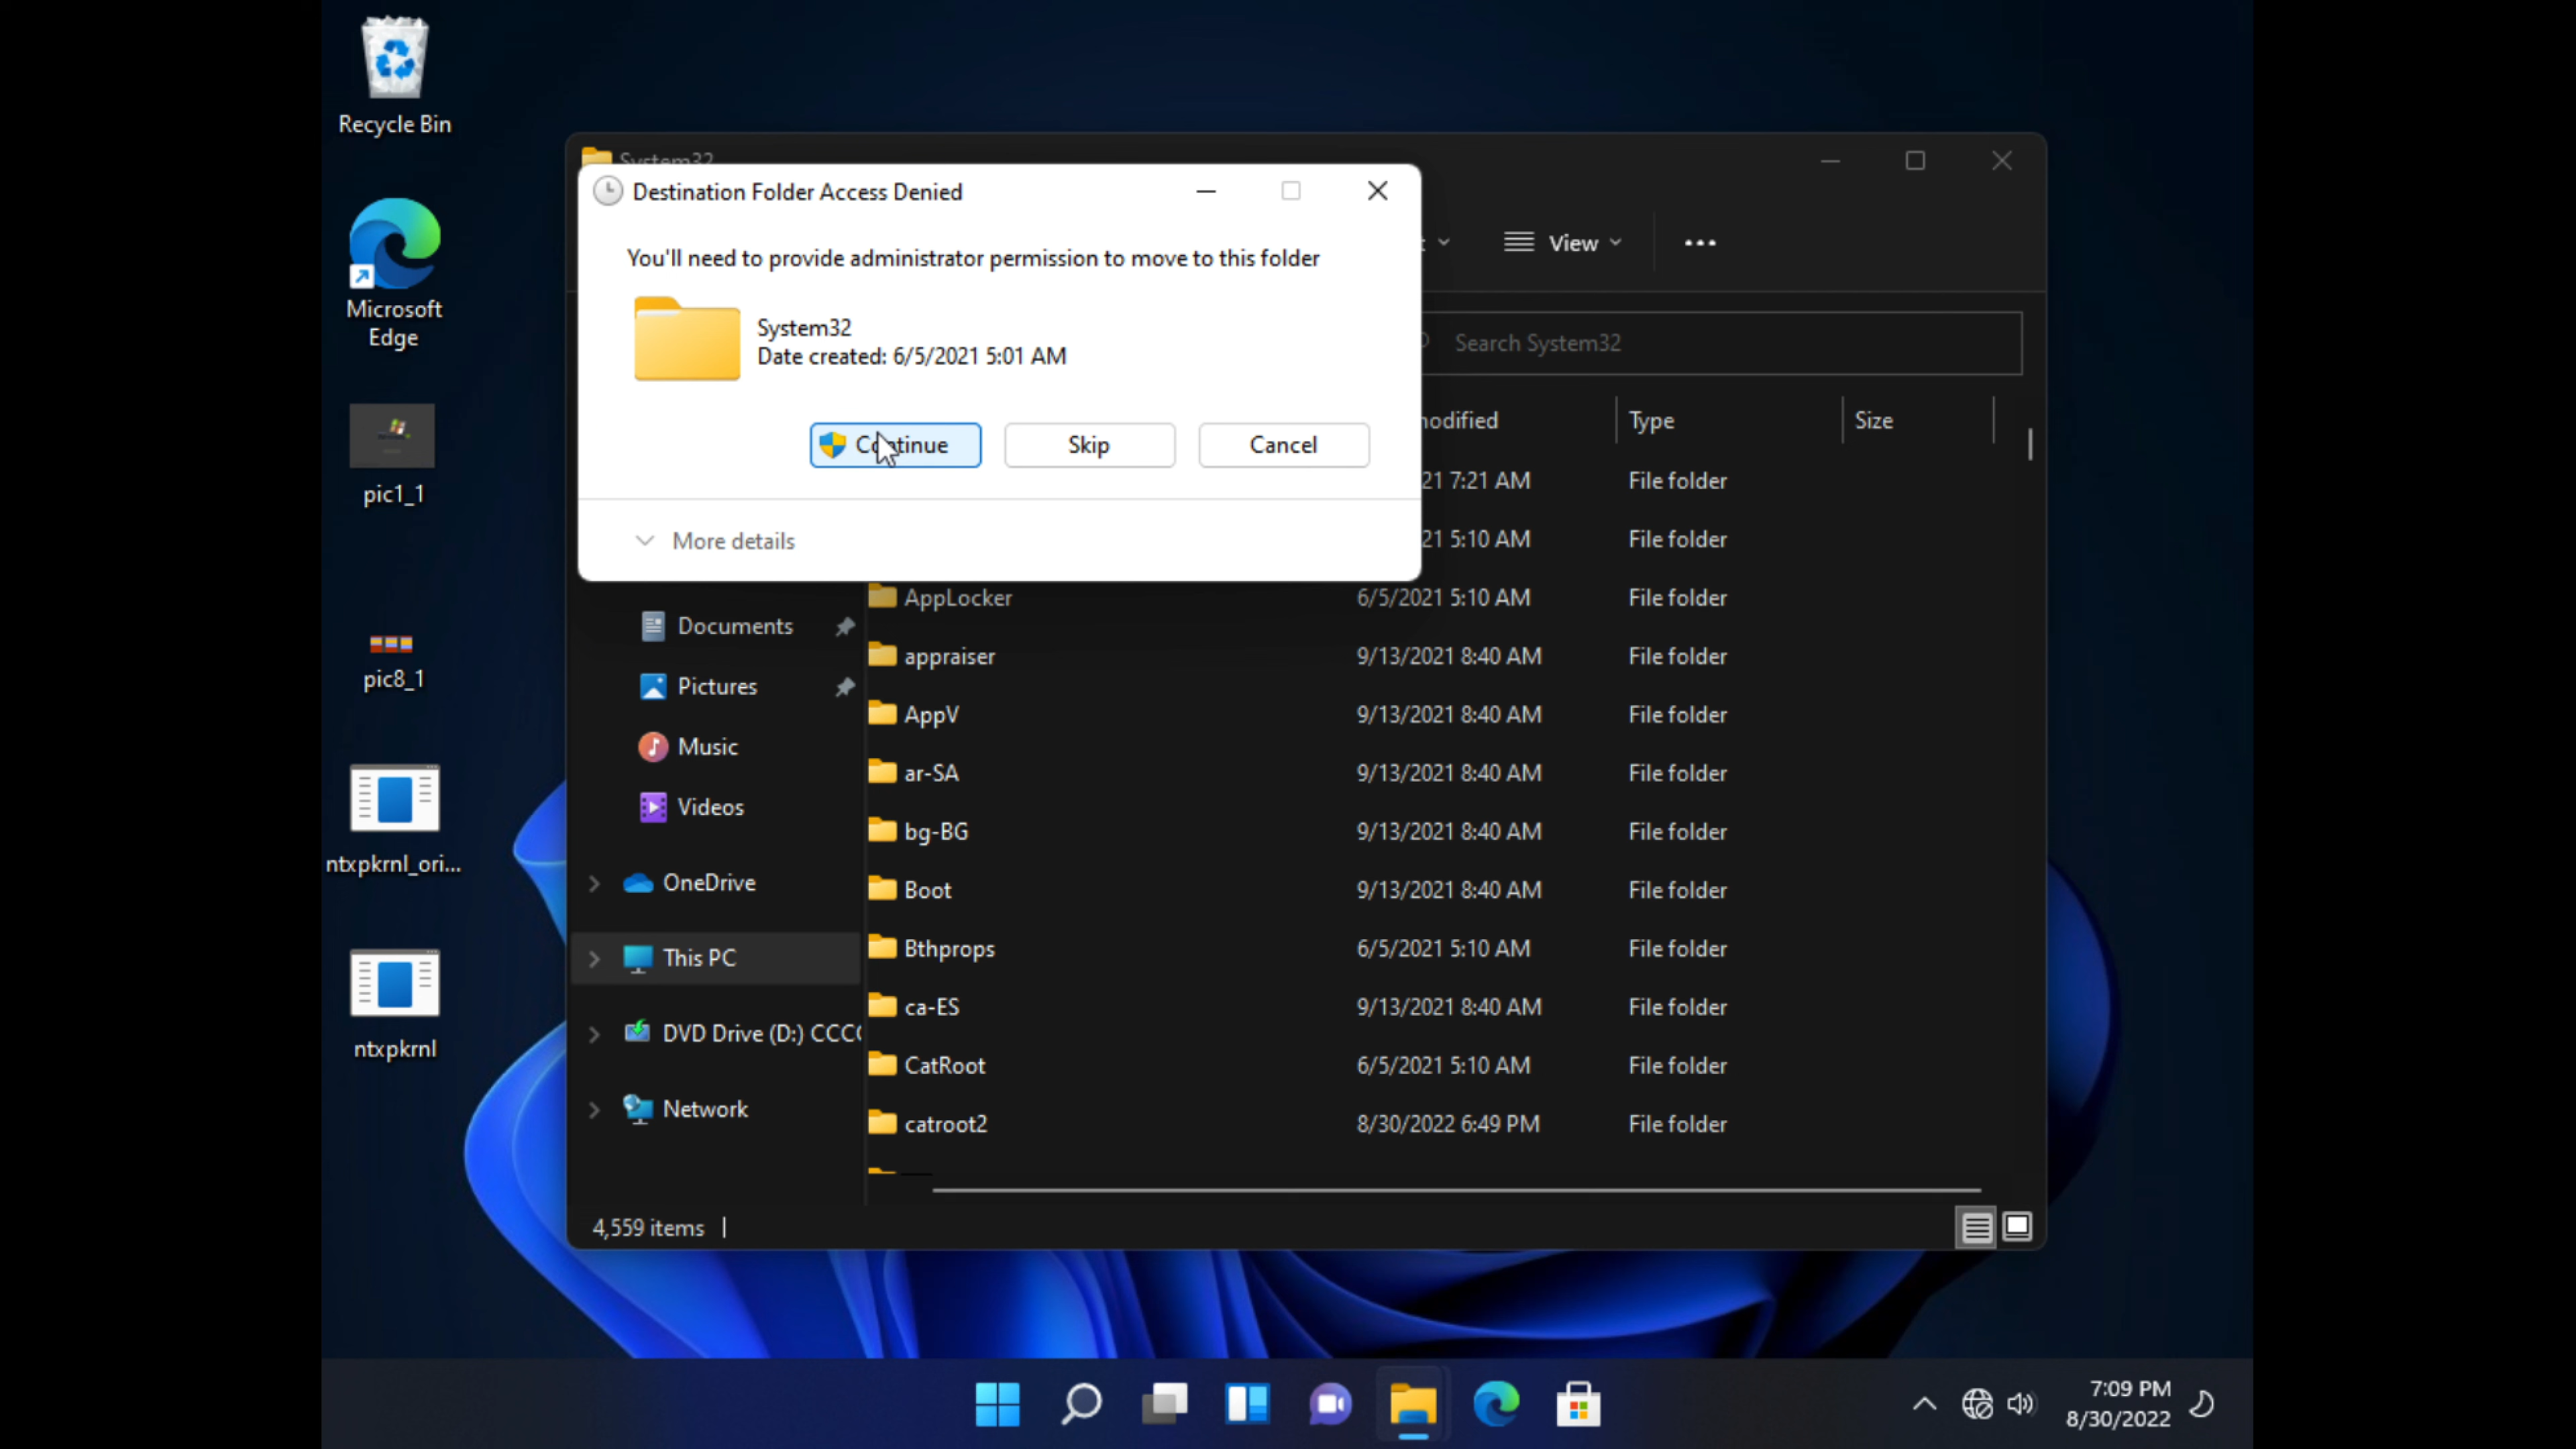 Recycle Bin
Microsoft
Edge
pic1_1
pic8_1
ntxpkrnl_ori...
ntxpkrnl
System32
Destination Folder Access Denied
You'll need to provide administrator permission to move to this folder
System32
Date created: 6/5/2021 5:01 AM
Continue
Skip
Cancel
More details
View
Search System32
Type
Size
7:21 AM File folder
5:10 AM File folder
Documents
Pictures
Music
Videos
OneDrive
This PC
DVD Drive (D:)
Network
AppLocker 6/5/2021 5:10 AM File folder
appraiser 9/13/2021 8:40 AM File folder
AppV 9/13/2021 8:40 AM File folder
ar-SA 9/13/2021 8:40 AM File folder
bg-BG 9/13/2021 8:40 AM File folder
Boot 9/13/2021 8:40 AM File folder
Bthprops 6/5/2021 5:10 AM File folder
ca-ES 9/13/2021 8:40 AM File folder
CatRoot 6/5/2021 5:10 AM File folder
catroot2 8/30/2022 6:49 PM File folder
4,559 items
7:09 PM
8/30/2022